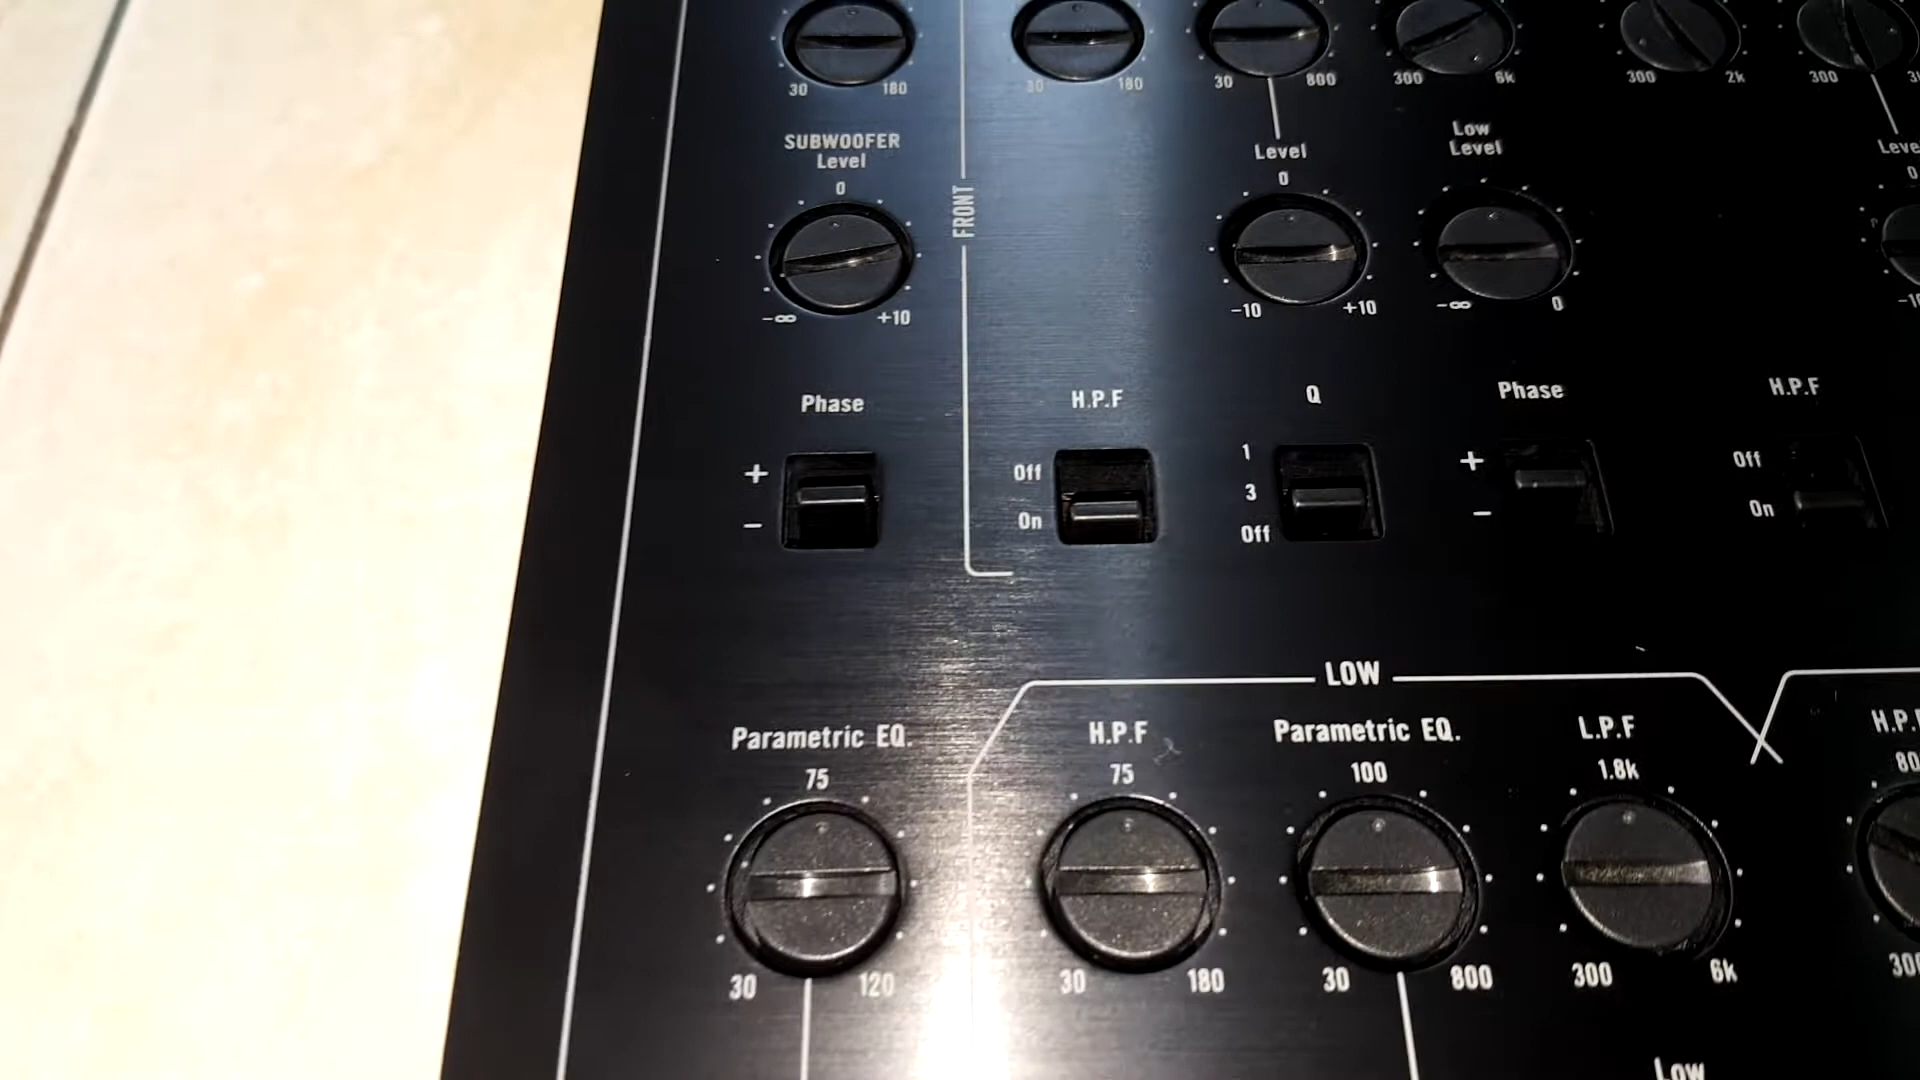 30 180
30 180
30 800
300 6k
300 2k
300
SUBWOOFER
Level
0
-∞ +10
FRONT
Level
0
-10 +10
Low
Level
-∞ 0
0
Phase
+
-
H.P.F
Off
On
Q
1
3
Off
Phase
+
-
H.P.F
Off
On
LOW
Parametric EQ.
75
30 120
H.P.F
75
30 180
Parametric EQ.
100
30 800
L.P.F
1.8k
300 6k
Low